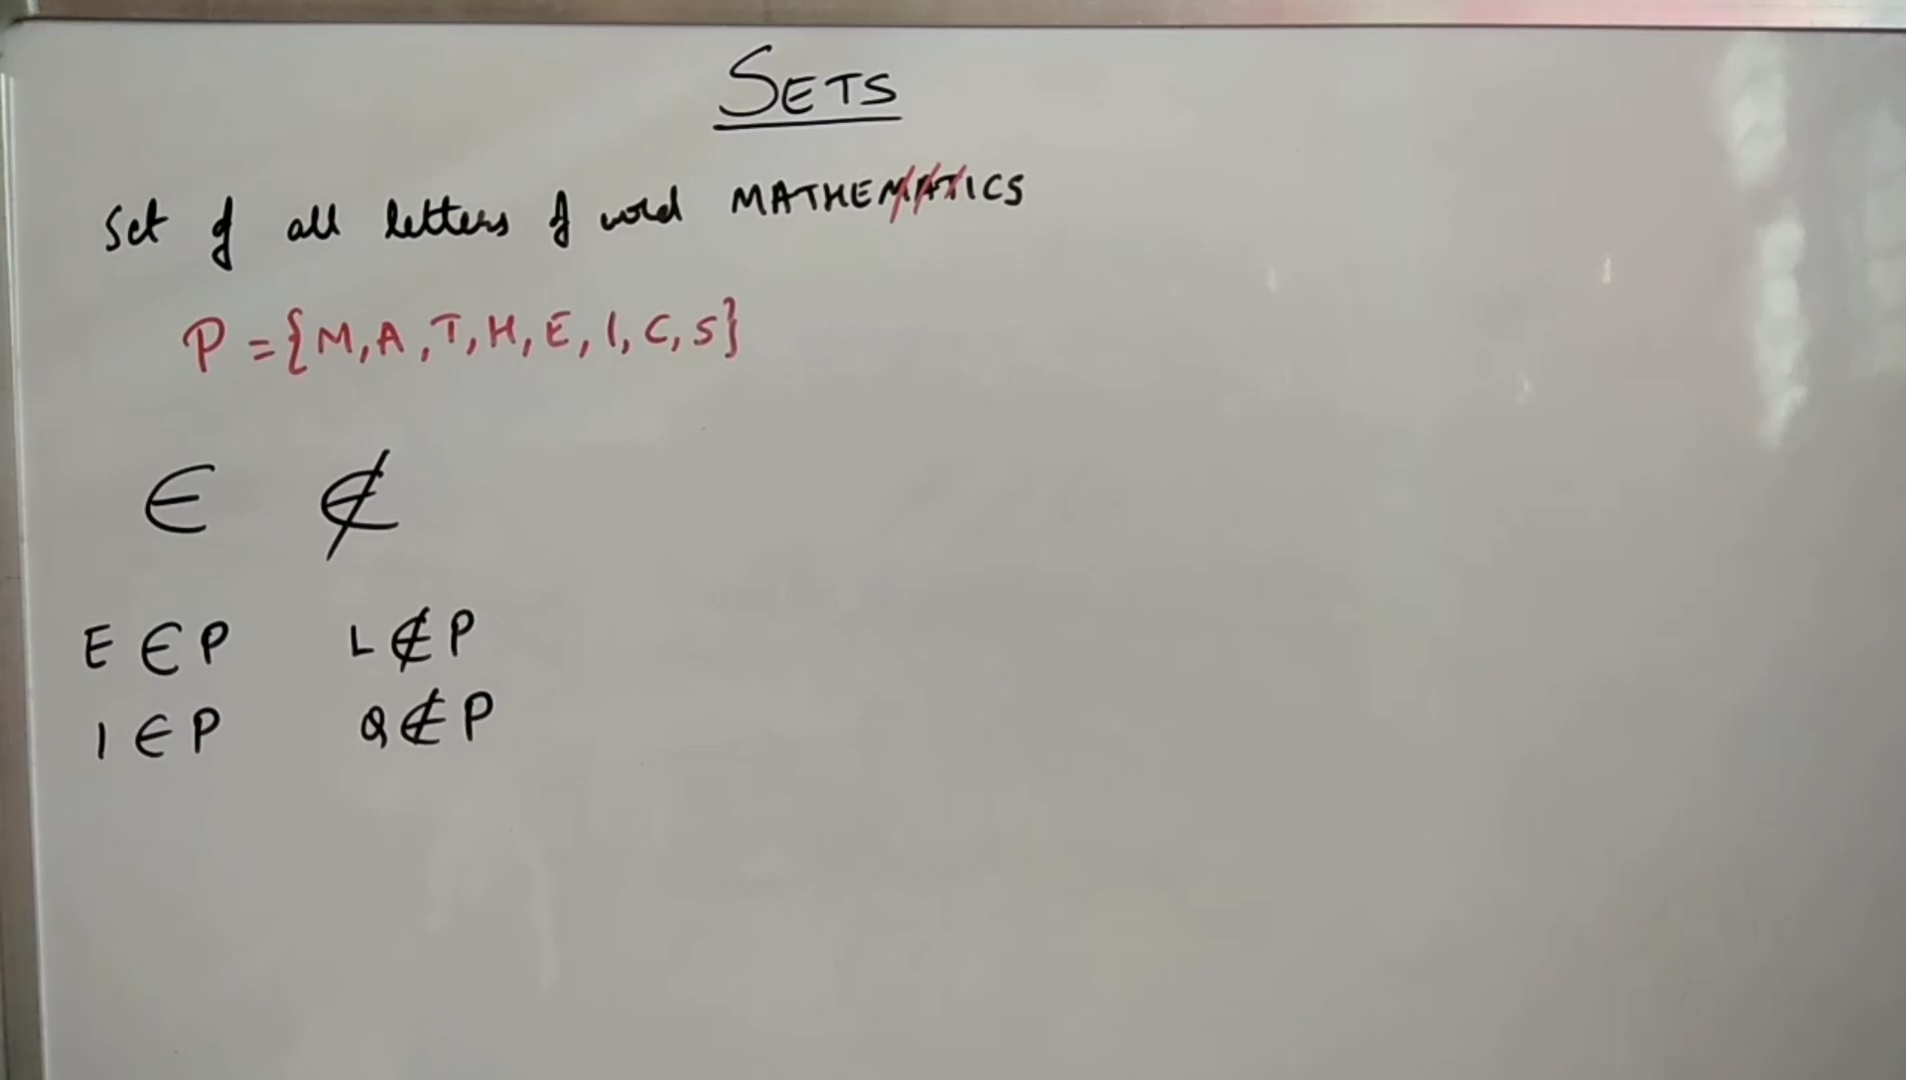 SETS
Set of all letters of word MATHEMATICS
P = {M, A, T, H, E, I, C, S}
∈ ∉
E ∈ P L ∉ P
I ∈ P Q ∉ P